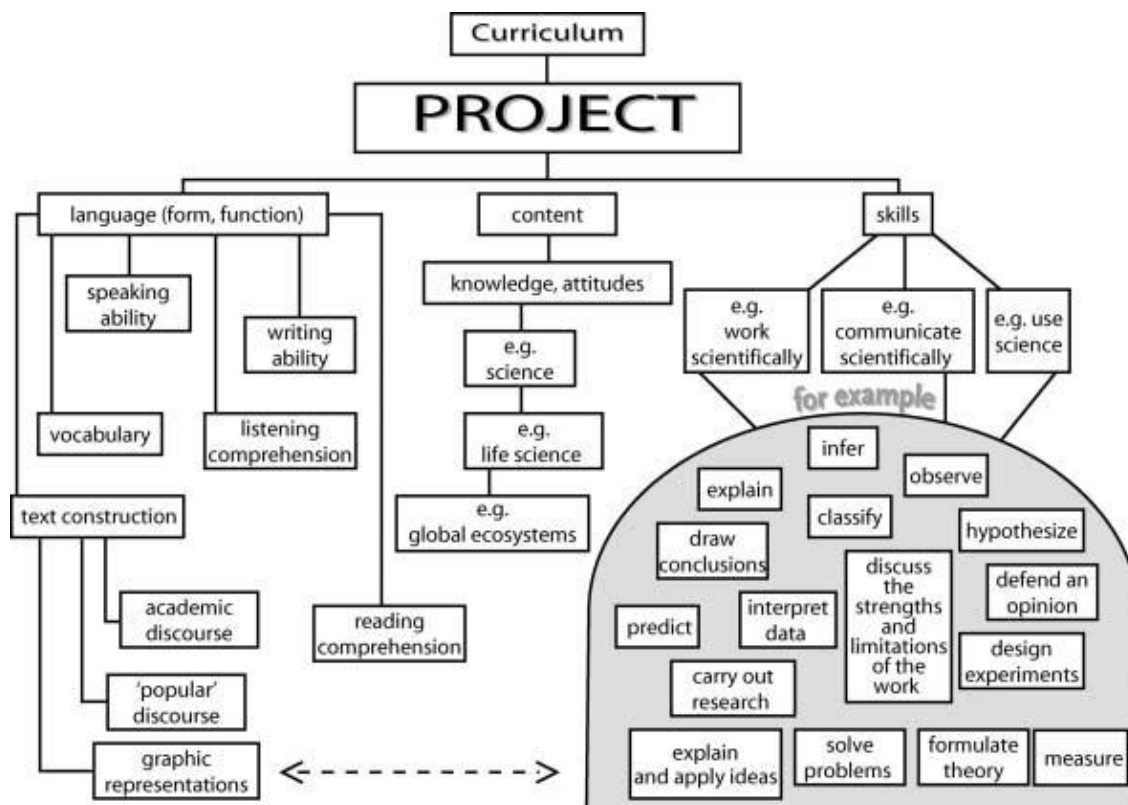 Curriculum
PROJECT
language (form, function)
content
skills
speaking
ability
writing
ability
vocabulary
listening
comprehension
text construction
academic
discourse
'popular'
discourse
graphic
representations
reading
comprehension
knowledge, attitudes
e.g.
science
e.g.
life science
e.g.
global ecosystems
e.g.
work
scientifically
e.g.
communicate
scientifically
e.g. use
science
for example
infer
observe
explain
classify
hypothesize
draw
conclusions
discuss
the
strengths
and
limitations
of the
work
defend an
opinion
predict
interpret
data
design
experiments
carry out
research
explain
and apply ideas
solve
problems
formulate
theory
measure